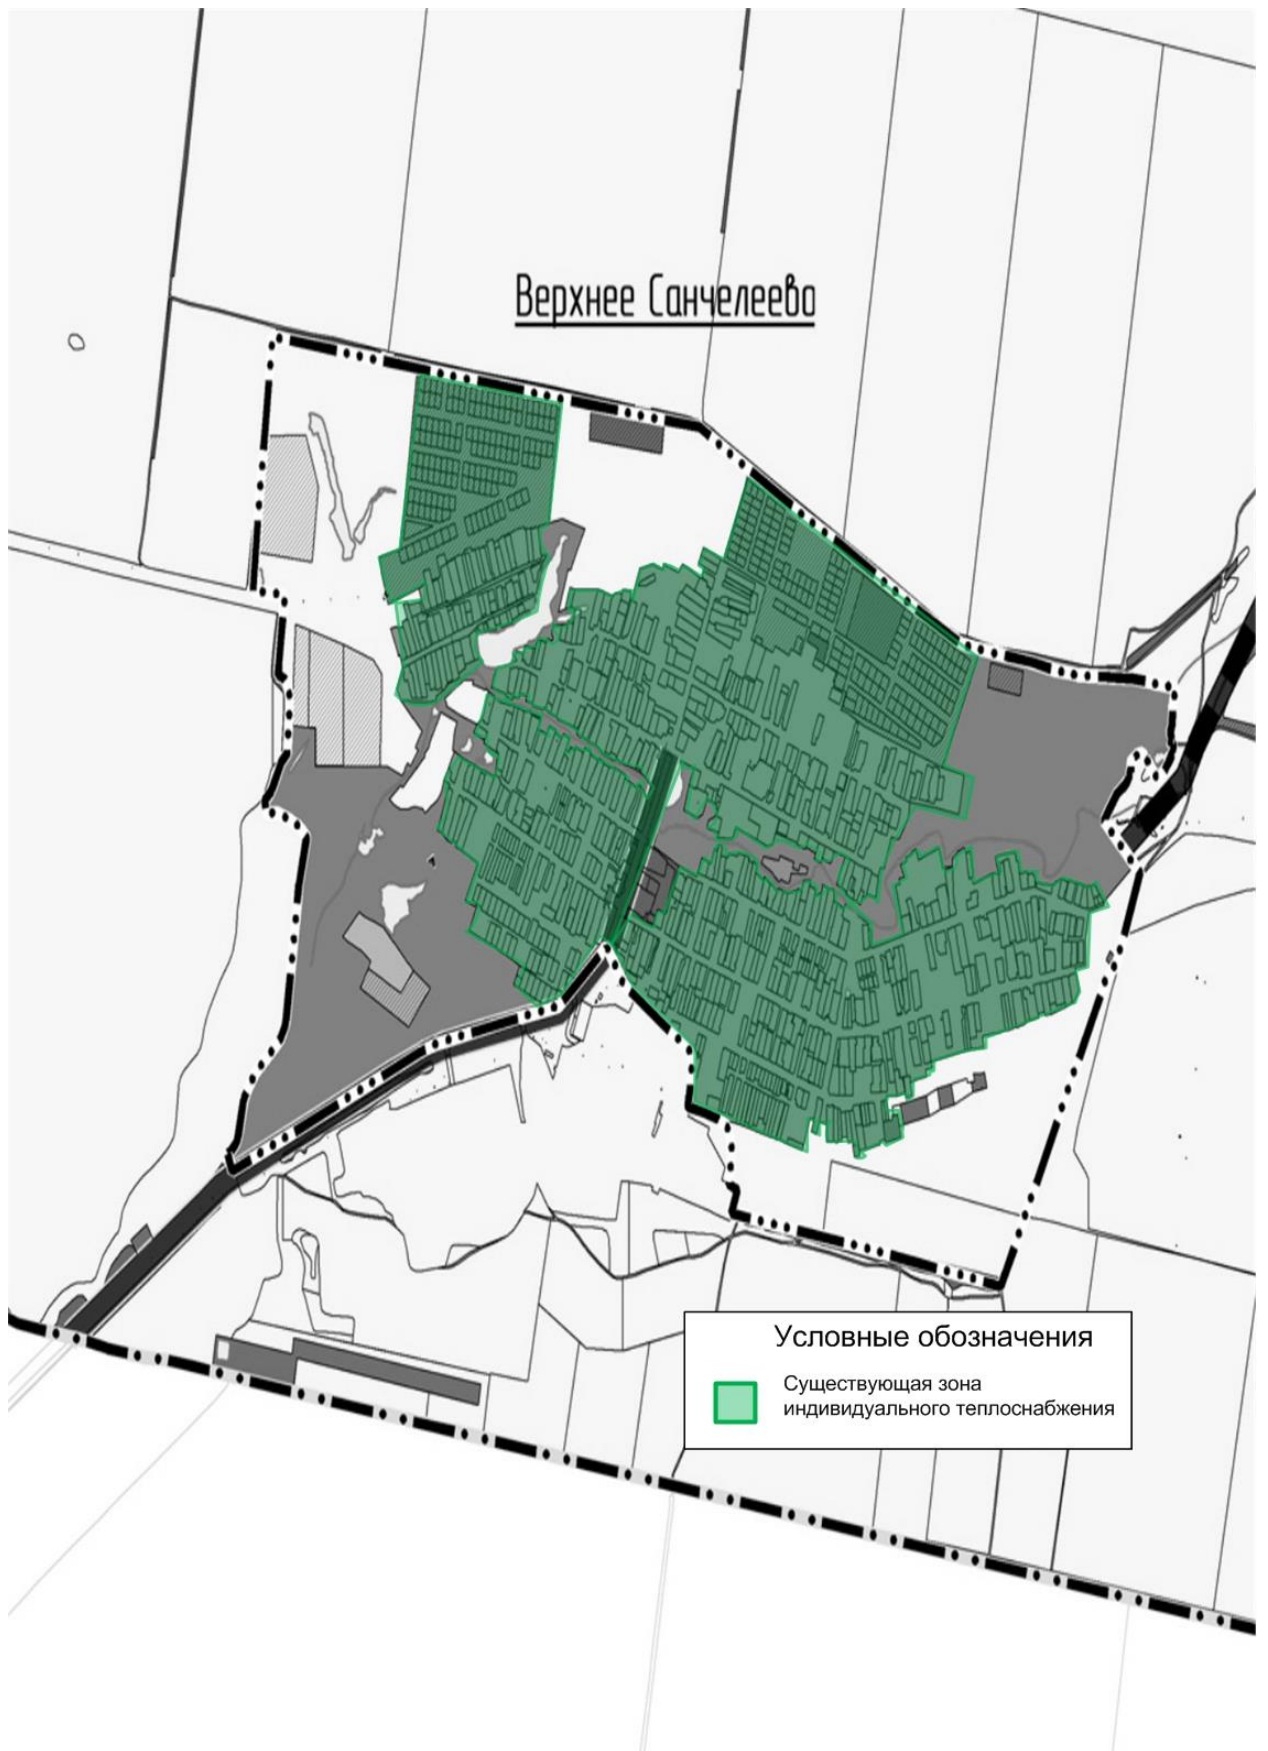 Верхнее Санчелеево
Условные обозначения
Существующая зона
индивидуального теплоснабжения